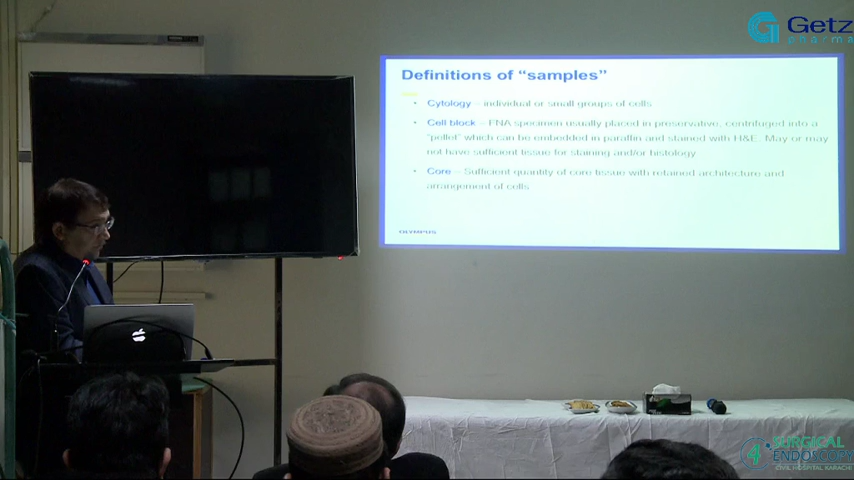 Getz
pharma
Definitions of “samples”
• Cytology – individual or small groups of cells
• Cell block – FNA specimen usually placed in preservative, centrifuged into a
“pellet” which can be embedded in paraffin and stained with H&E. May or may
not have sufficient tissue for staining and/or histology
• Core – Sufficient quantity of core tissue with retained architecture and
arrangement of cells
OLYMPUS
SURGICAL
ENDOSCOPY
CIVIL HOSPITAL KARACHI